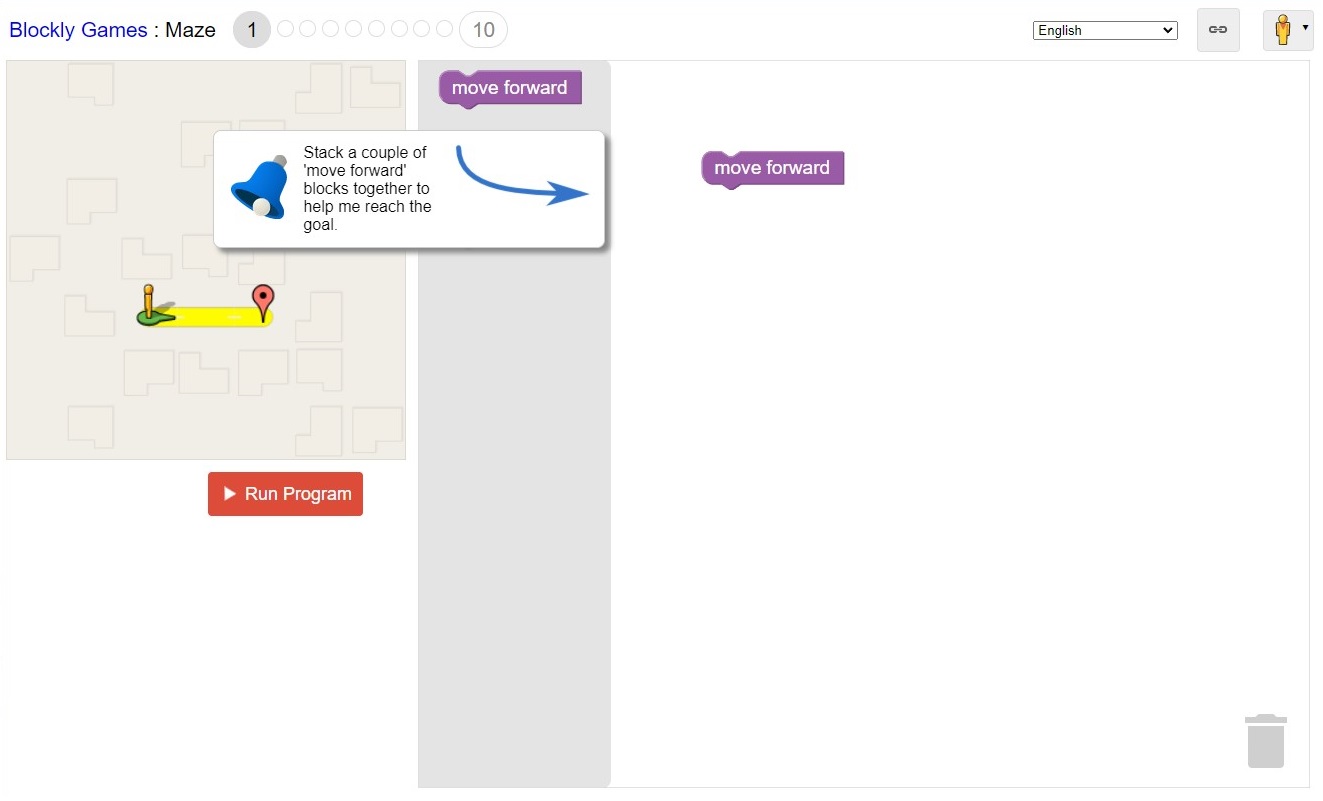 Blockly Games : Maze 1 10 English
move forward
Stack a couple of
'move forward'
blocks together to
help me reach the
goal.
move forward
Run Program